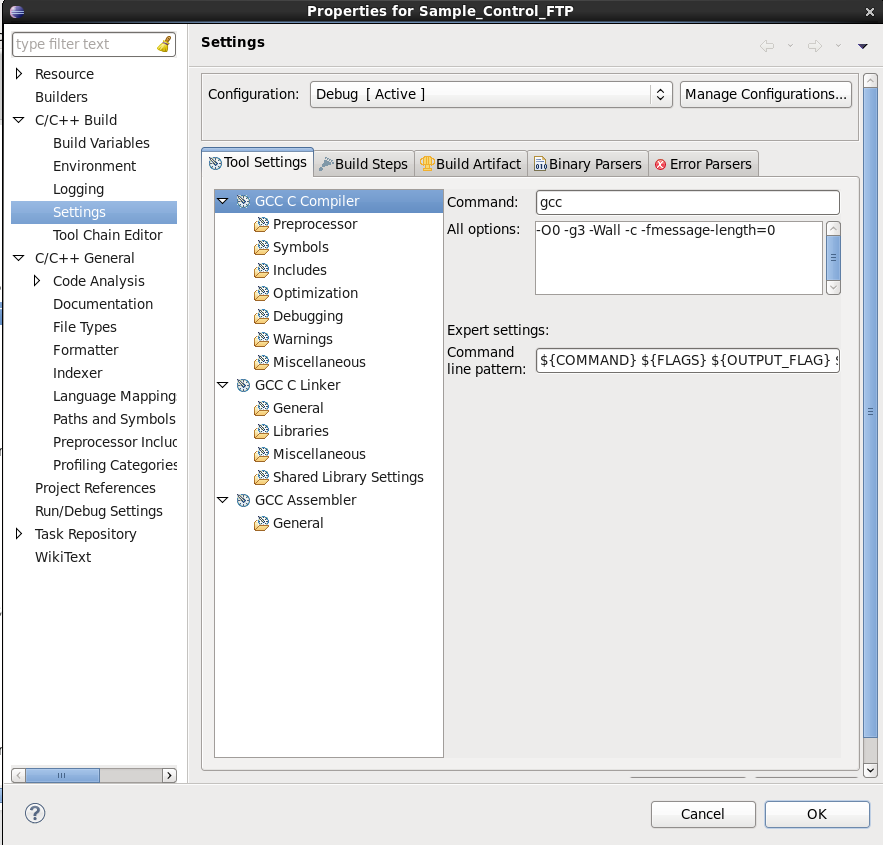 Properties for Sample_Control_FTP
type filter text
Resource
Builders
C/C++ Build
Build Variables
Environment
Logging
Settings
Tool Chain Editor
C/C++ General
Code Analysis
Documentation
File Types
Formatter
Indexer
Language Mapping
Paths and Symbols
Preprocessor Inclu
Profiling Categories
Project References
Run/Debug Settings
Task Repository
WikiText
Settings
Configuration:
Debug [ Active ]
Manage Configurations...
Tool Settings
Build Steps
Build Artifact
Binary Parsers
Error Parsers
GCC C Compiler
Preprocessor
Symbols
Includes
Optimization
Debugging
Warnings
Miscellaneous
GCC C Linker
General
Libraries
Miscellaneous
Shared Library Settings
GCC Assembler
General
Command:
gcc
All options:
-O0 -g3 -Wall -c -fmessage-length=0
Expert settings:
Command
line pattern:
${COMMAND} ${FLAGS} ${OUTPUT_FLAG}
Cancel
OK